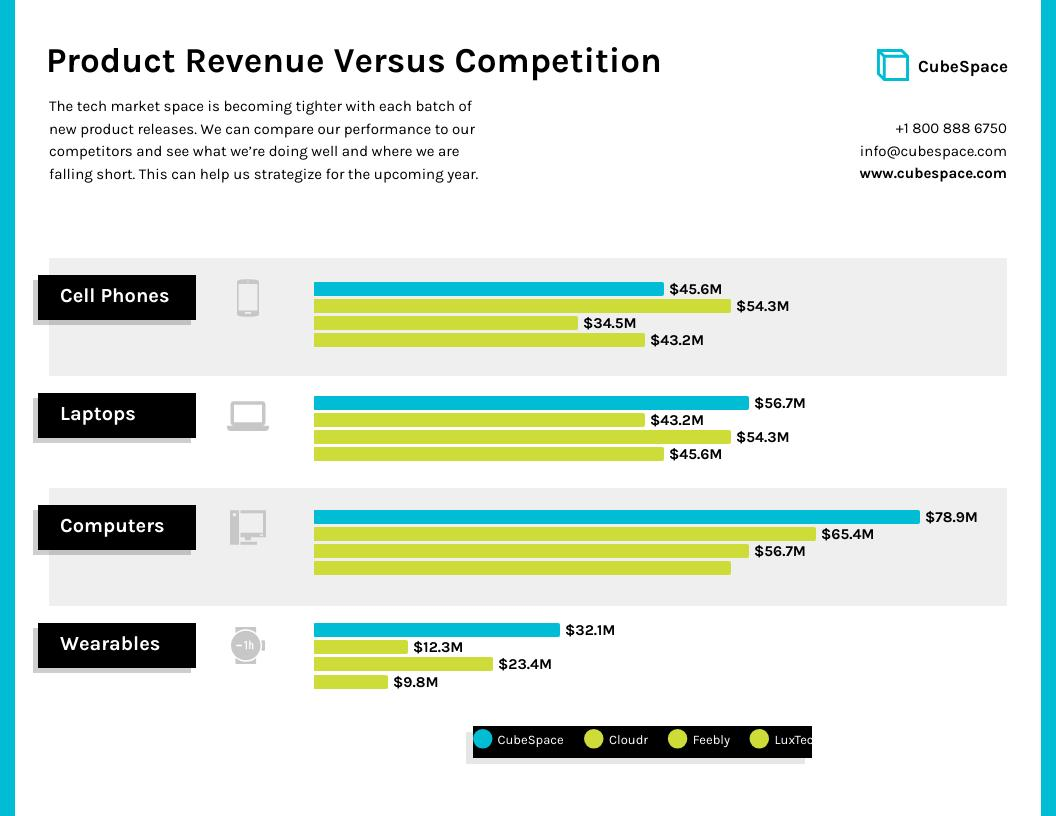 Product Revenue Versus Competition
CubeSpace
The tech market space is becoming tighter with each batch of
new product releases. We can compare our performance to our
competitors and see what we're doing well and where we are
falling short. This can help us strategize for the upcoming year.
+1 800 888 6750
info@cubespace.com
www.cubespace.com
Cell Phones
$45.6M
$54.3M
$34.5M
$43.2M
Laptops
$56.7M
$43.2M
$54.3M
$45.6M
Computers
$78.9M
$65.4M
$56.7M
Wearables
–1h
$32.1M
$12.3M
$23.4M
$9.8M
CubeSpace Cloudr Feebly LuxTec